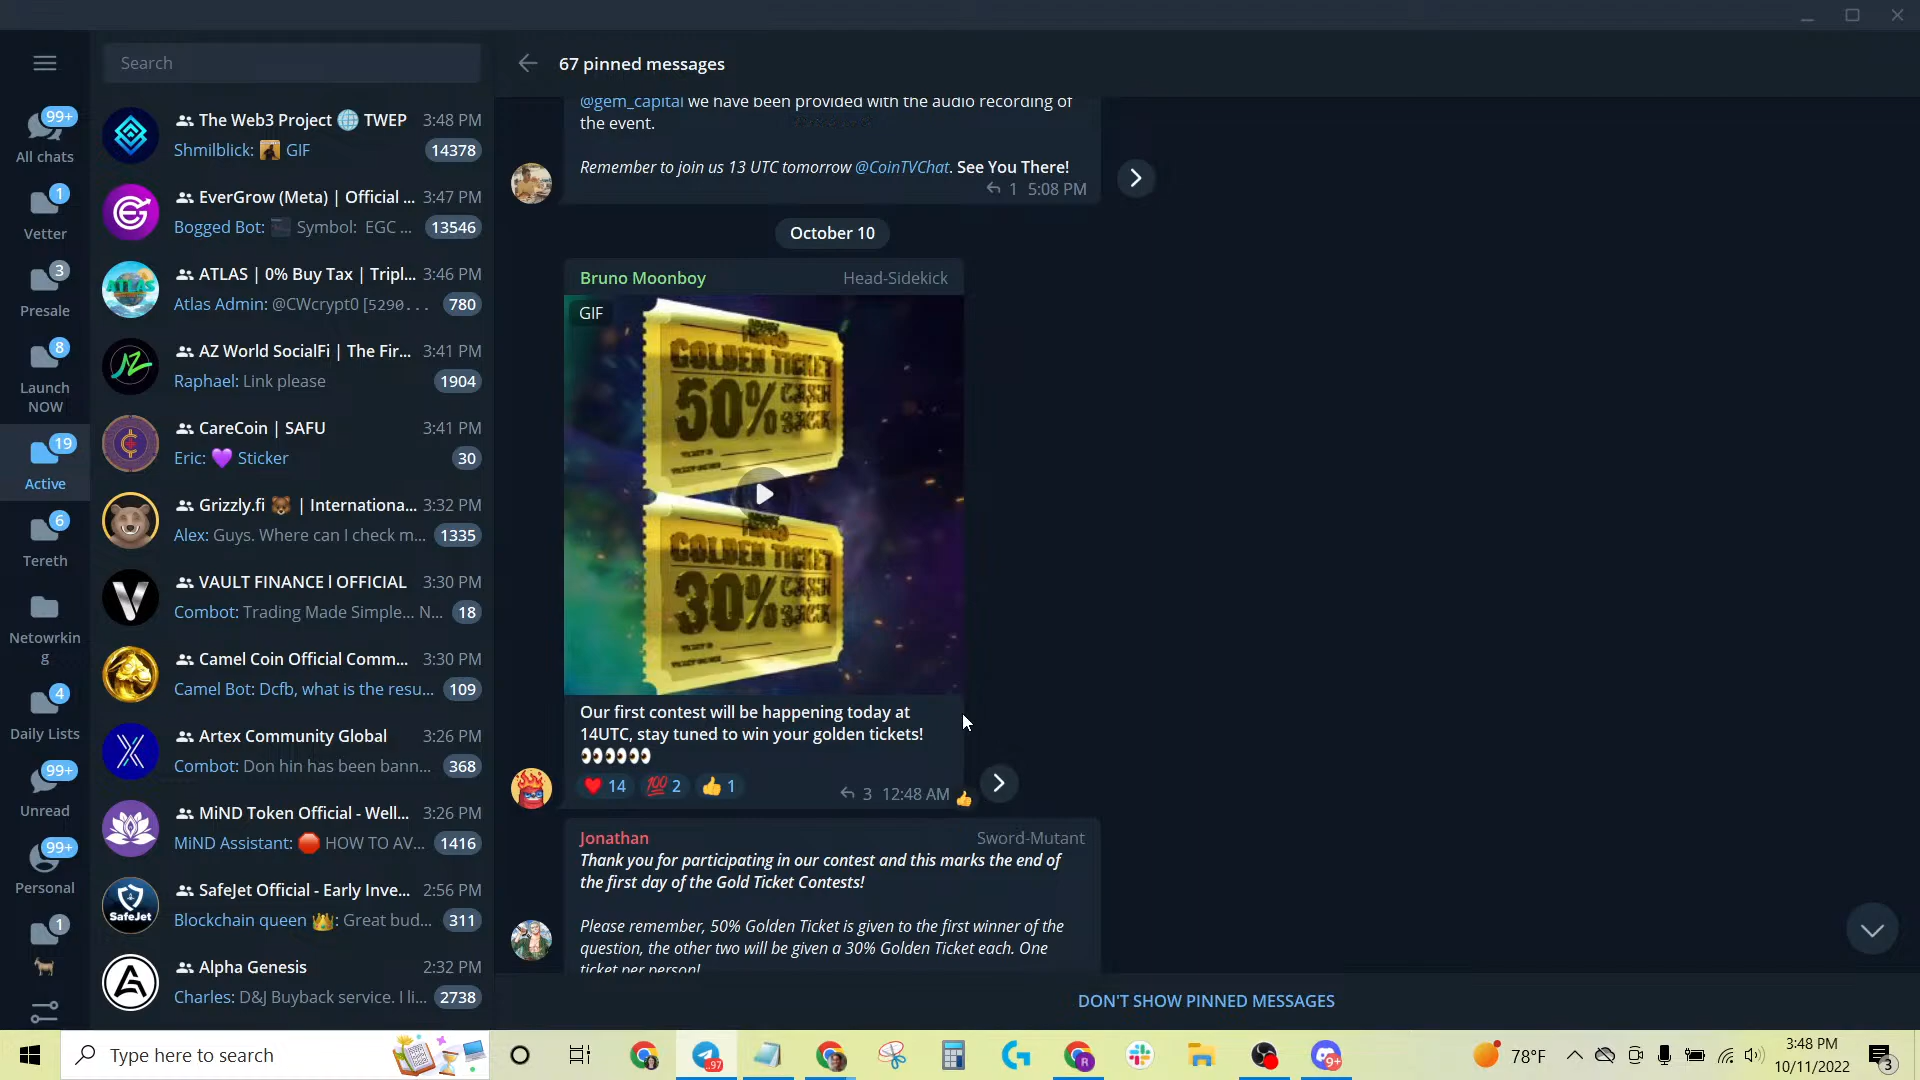 Search
67 pinned messages
99+
All chats
1
Vetter
3
Presale
8
Launch
NOW
19
Active
6
Tereth
Netowrkin
g
4
Daily Lists
99+
Unread
99+
Personal
1
The Web3 Project 🌐 TWEP 3:48 PM
Shmilblick: GIF 14378
EverGrow (Meta) | Official ... 3:47 PM
Bogged Bot: Symbol: EGC ... 13546
ATLAS | 0% Buy Tax | Tripl... 3:46 PM
Atlas Admin: @CWcrypt0 [5290... 780
AZ World SocialFi | The Fir... 3:41 PM
Raphael: Link please 1904
CareCoin | SAFU 3:41 PM
Eric: 💜 Sticker 30
Grizzly.fi 🐻 | Internationa... 3:32 PM
Alex: Guys. Where can I check m... 1335
VAULT FINANCE l OFFICIAL 3:30 PM
Combot: Trading Made Simple... N... 18
Camel Coin Official Comm... 3:30 PM
Camel Bot: Dcfb, what is the resu... 109
Artex Community Global 3:26 PM
Combot: Don hin has been bann... 368
MiND Token Official - Well... 3:26 PM
MiND Assistant: 🛑 HOW TO AV... 1416
SafeJet
SafeJet Official - Early Inve... 2:56 PM
Blockchain queen 👑: Great bud... 311
Alpha Genesis 2:32 PM
Charles: D&J Buyback service. I li... 2738
@gem_capital we have been provided with the audio recording of
the event.
Remember to join us 13 UTC tomorrow @CoinTVChat. See You There!
1 5:08 PM
October 10
Bruno Moonboy Head-Sidekick
GIF
GOLDEN TICKET
50% CASH
BACK
GOLDEN TICKET
30% CASH
BACK
Our first contest will be happening today at
14UTC, stay tuned to win your golden tickets!
👀👀👀
❤️ 14 💯 2 👍 1
3 12:48 AM
Jonathan Sword-Mutant
Thank you for participating in our contest and this marks the end of
the first day of the Gold Ticket Contests!
Please remember, 50% Golden Ticket is given to the first winner of the
question, the other two will be given a 30% Golden Ticket each. One
ticket per person!
DON'T SHOW PINNED MESSAGES
Type here to search
..97
R
9+
78°F
3:48 PM
10/11/2022
3